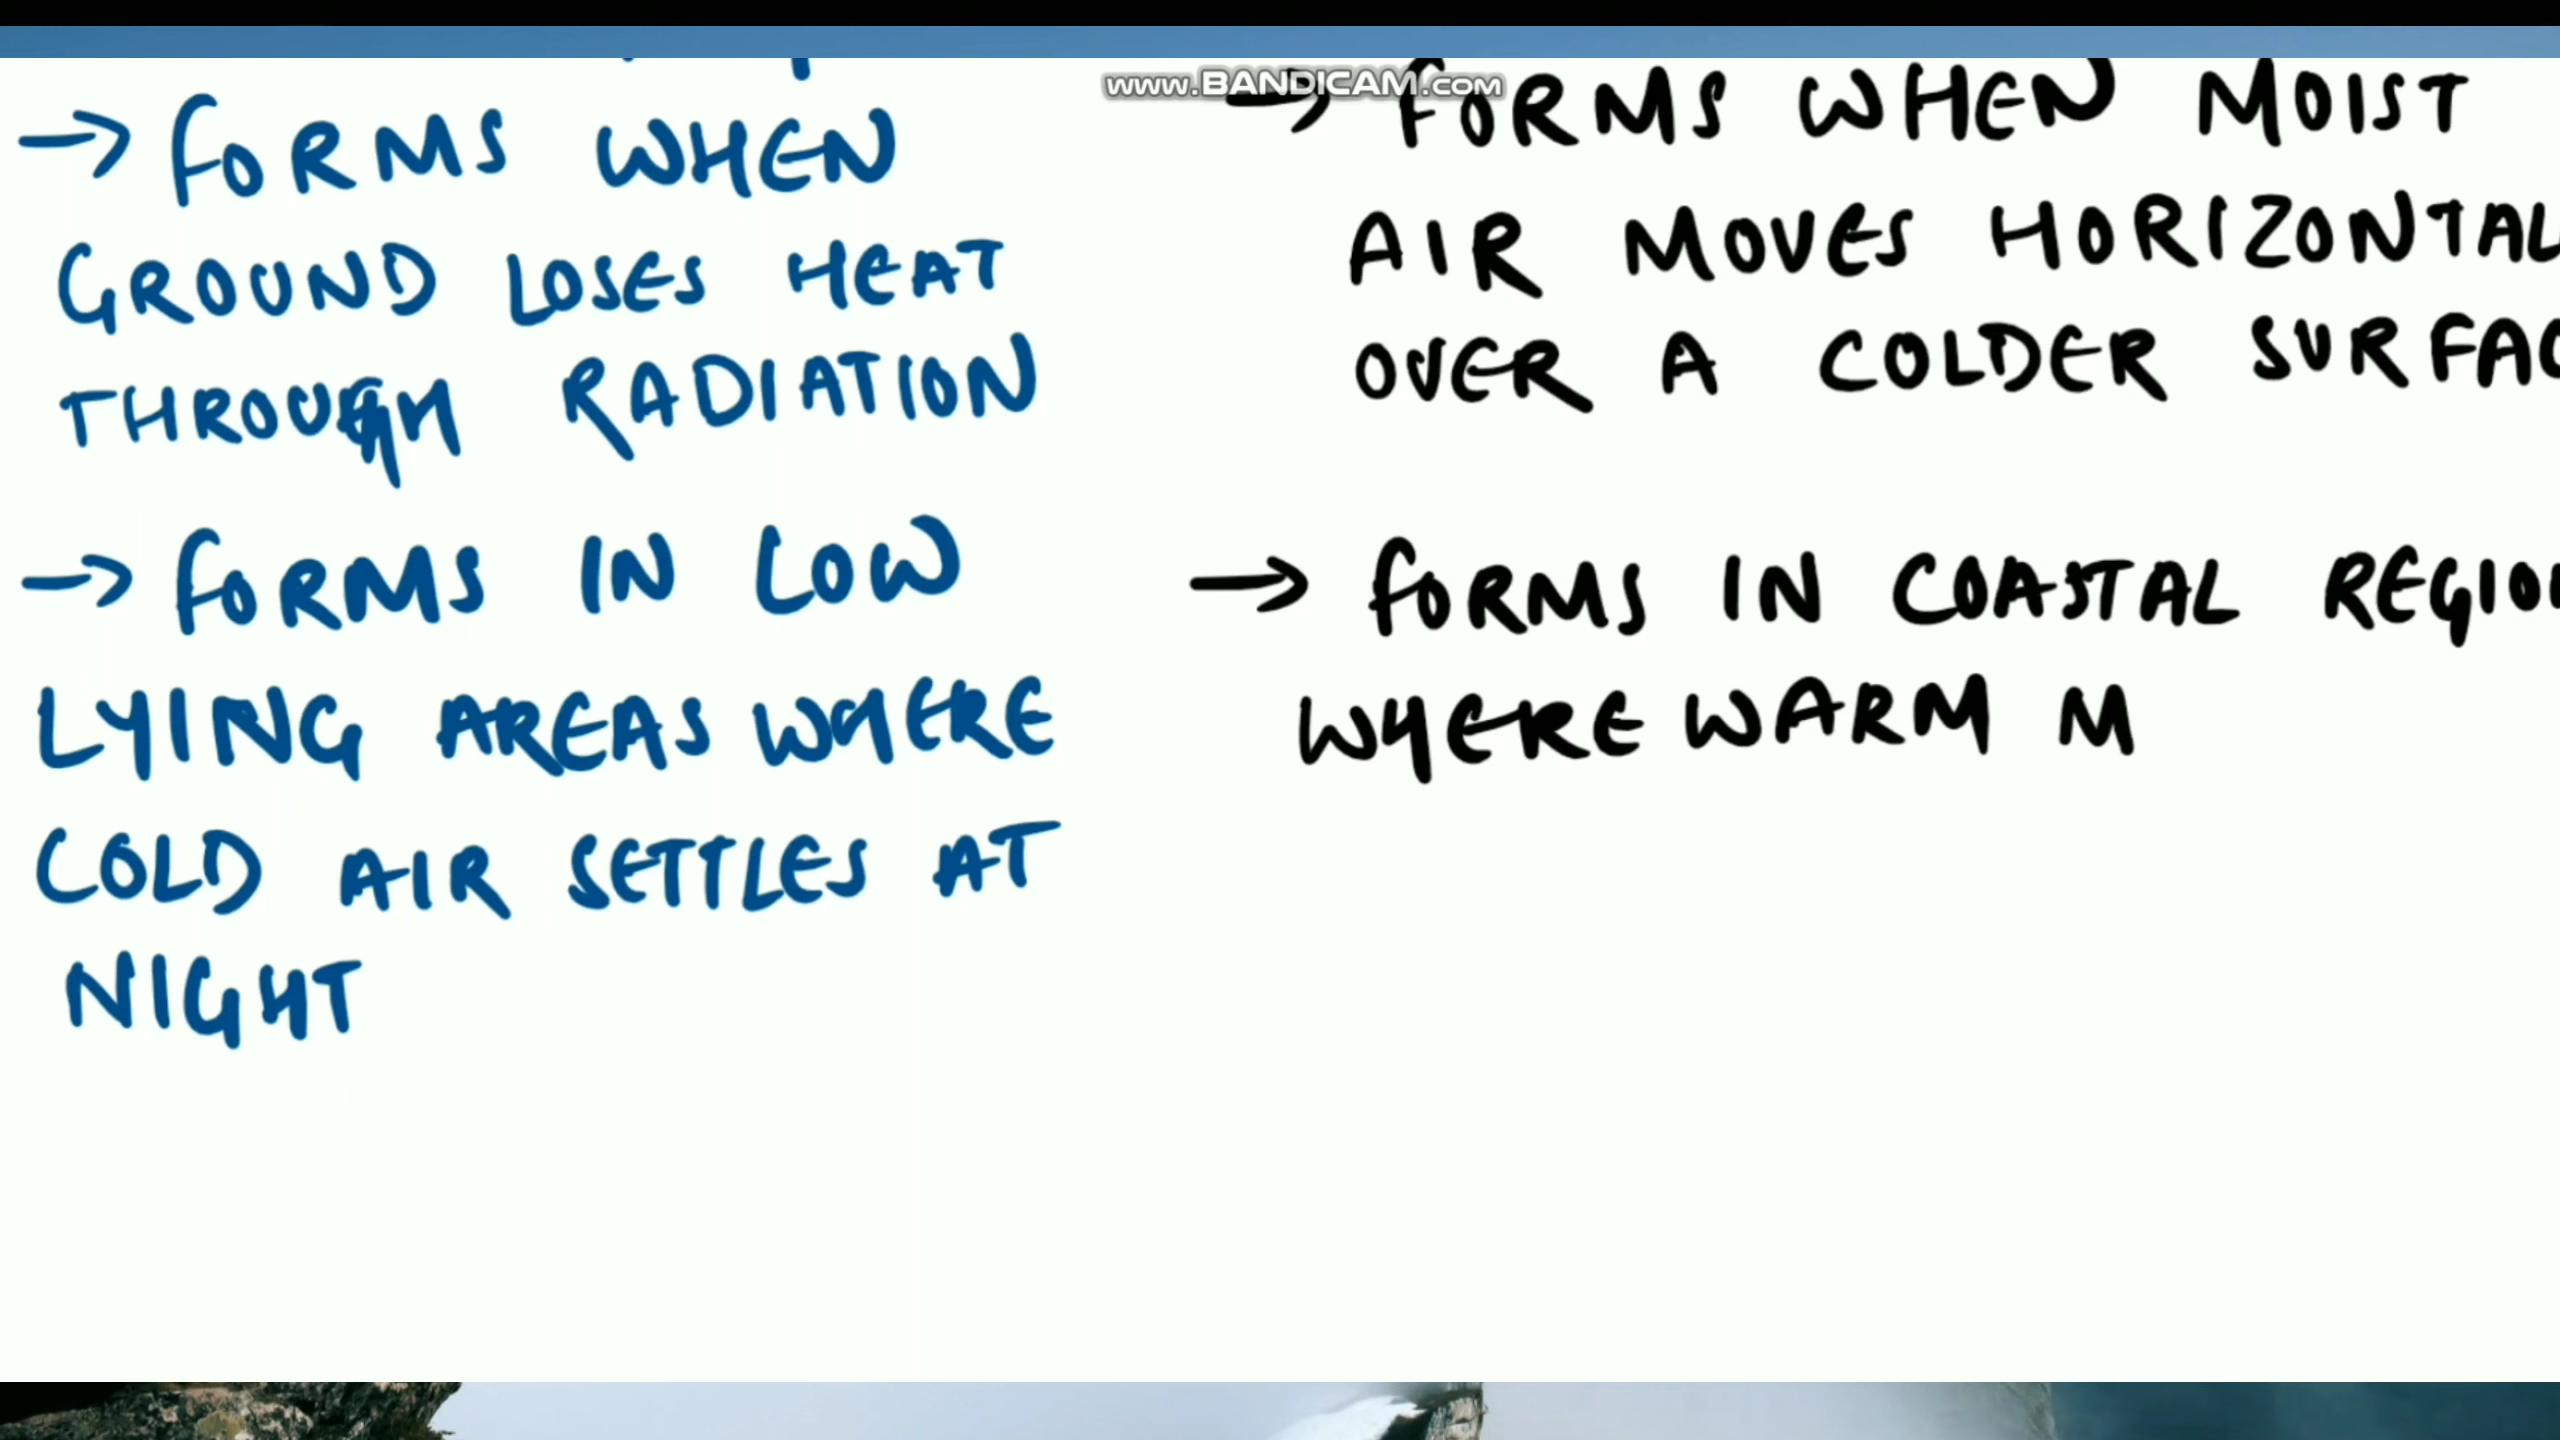 www.BANDICAM.com
→ FORMS WHEN
GROUND LOSES HEAT
THROUGH RADIATION
→ FORMS IN LOW
LYING AREAS WHERE
COLD AIR SETTLES AT
NIGHT
→ FORMS WHEN MOIST
AIR MOVES HORIZONTAL
OVER A COLDER SURFAC
→ FORMS IN COASTAL REGIO
WHERE WARM M